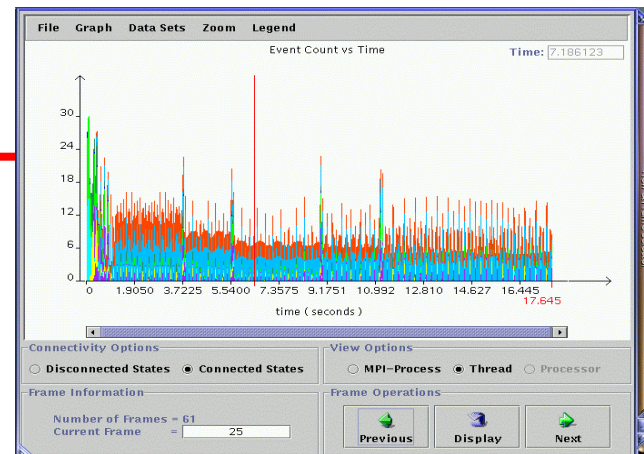 File Graph Data Sets Zoom Legend
Event Count vs Time
Time: 7.186123
30
24
18
12
6
0
0 1.9050 3.7225 5.5400 7.3575 9.1751 10.992 12.810 14.627 16.445
17.645
time ( seconds )
Connectivity Options
Disconnected States Connected States
View Options
MPI-Process Thread Processor
Frame Information
Number of Frames = 61
Current Frame = 25
Frame Operations
Previous Display Next